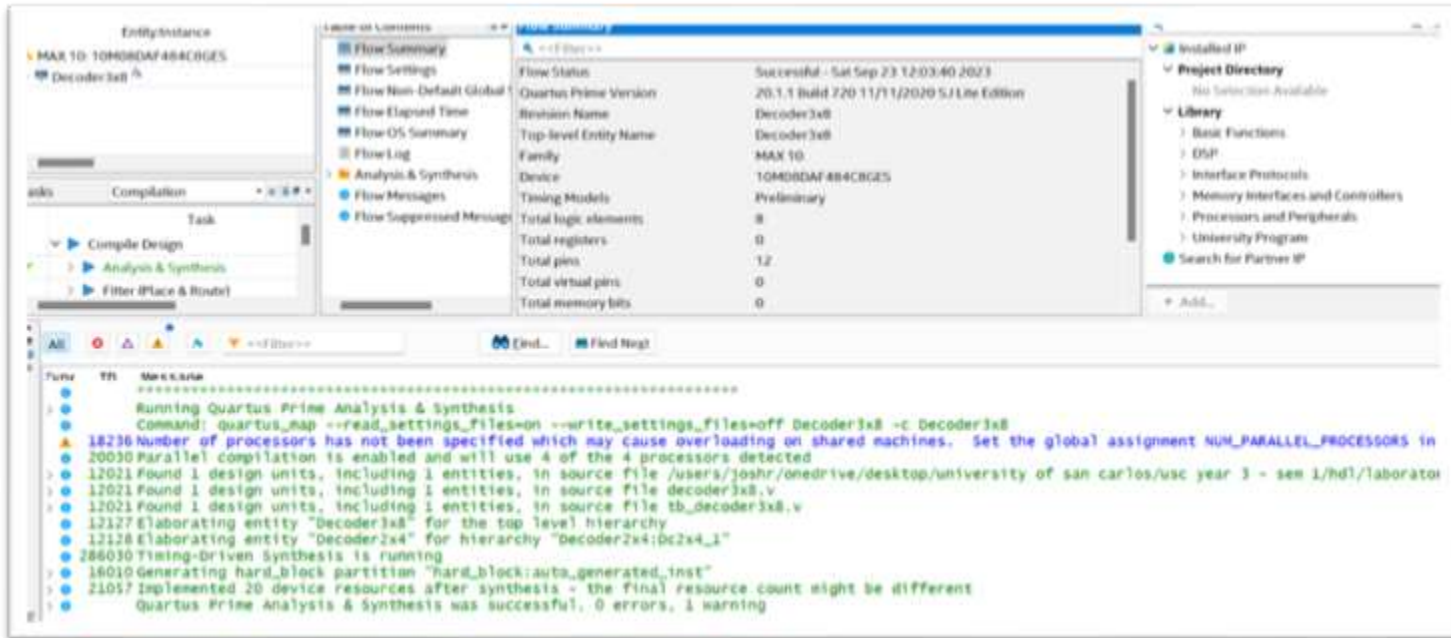 Entity:Instance
MAX 10: 10M08DAF484C8GES
Decoder3x8
Tasks
Compilation
Task
Compile Design
Analysis & Synthesis
Fitter (Place & Route)
Table of Contents
Flow Summary
Flow Settings
Flow Non-Default Global
Flow Elapsed Time
Flow OS Summary
Flow Log
Analysis & Synthesis
Flow Messages
Flow Suppressed Messag
Flow Summary
<<Filter>>
Flow Status Successful - Sat Sep 23 12:03:40 2023
Quartus Prime Version 20.1.1 Build 720 11/11/2020 SJ Lite Edition
Revision Name Decoder3x8
Top-level Entity Name Decoder3x8
Family MAX 10
Device 10M08DAF484C8GES
Timing Models Preliminary
Total logic elements 8
Total registers 0
Total pins 12
Total virtual pins 0
Total memory bits 0
Installed IP
Project Directory
No Selection Available
Library
Basic Functions
DSP
Interface Protocols
Memory Interfaces and Controllers
Processors and Peripherals
University Program
Search for Partner IP
+ Add...
All <<Filter>> Find... Find Next
Type ID Message
*******************************************************************
Running Quartus Prime Analysis & Synthesis
Command: quartus_map --read_settings_files=on --write_settings_files=off Decoder3x8 -c Decoder3x8
18236 Number of processors has not been specified which may cause overloading on shared machines. Set the global assignment NUM_PARALLEL_PROCESSORS in
20030 Parallel compilation is enabled and will use 4 of the 4 processors detected
12021 Found 1 design units, including 1 entities, in source file /users/joshr/onedrive/desktop/university of san carlos/usc year 3 - sem 1/hdl/laborator
12021 Found 1 design units, including 1 entities, in source file decoder3x8.v
12021 Found 1 design units, including 1 entities, in source file tb_decoder3x8.v
12127 Elaborating entity "Decoder3x8" for the top level hierarchy
12128 Elaborating entity "Decoder2x4" for hierarchy "Decoder2x4:Dc2x4_1"
286030 Timing-Driven Synthesis is running
16010 Generating hard_block partition "hard_block:auto_generated_inst"
21057 Implemented 20 device resources after synthesis - the final resource count might be different
Quartus Prime Analysis & Synthesis was successful. 0 errors, 1 warning